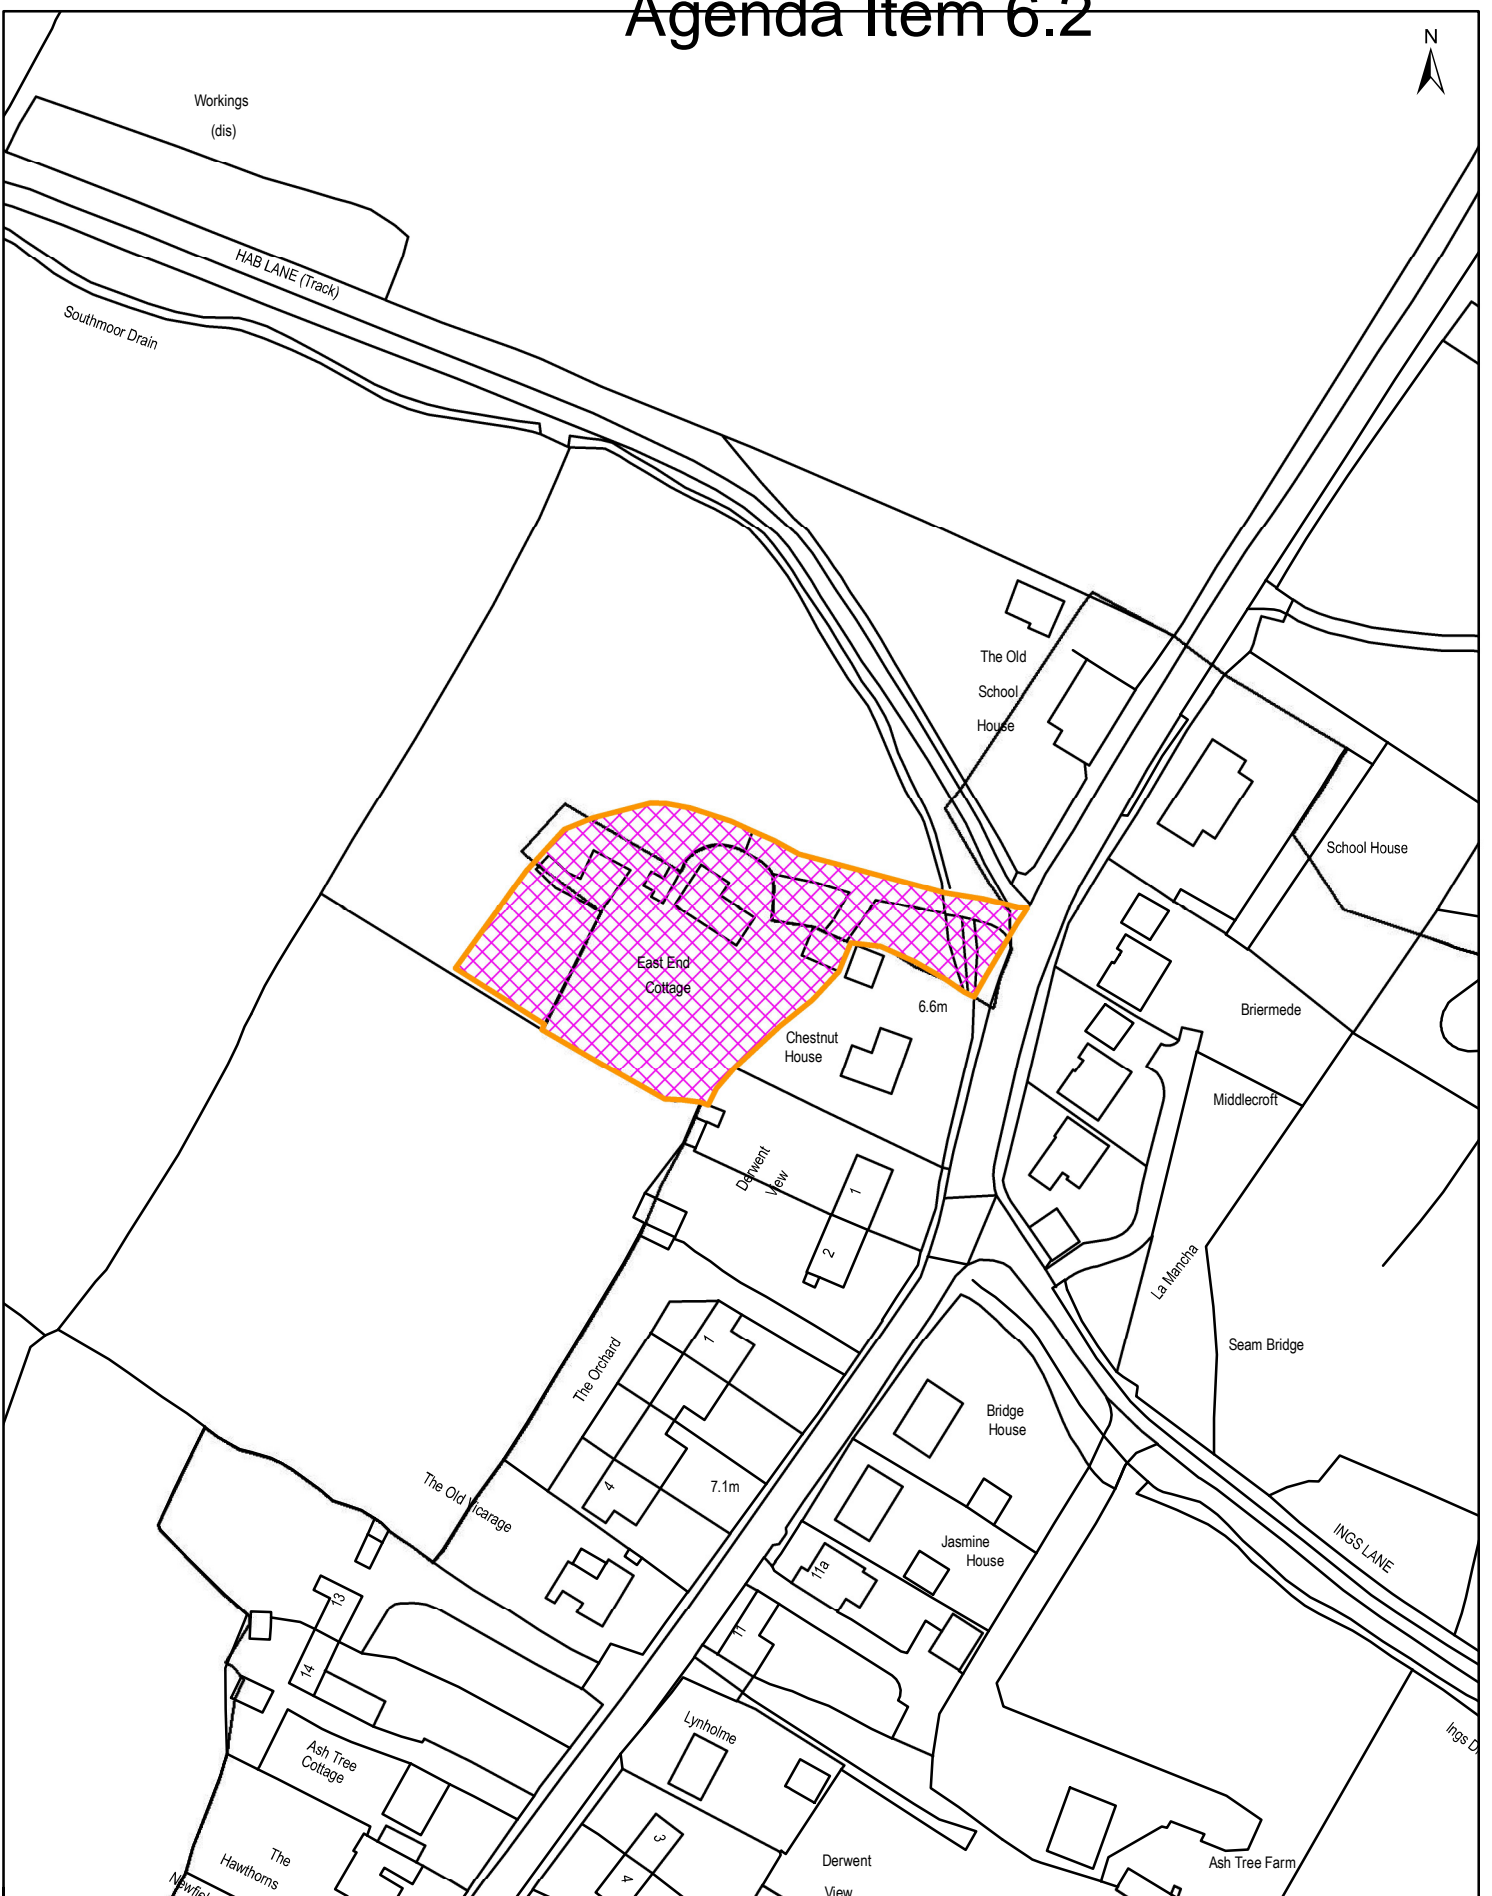 Agenda Item 6.2
N
Workings
(dis)
HAB LANE (Track)
Southmoor Drain
The Old
School
House
School House
East End
Cottage
6.6m
Briermede
Chestnut
House
Middlecroft
Derwent
View
1
2
La Mancha
Seam Bridge
The Orchard
1
4
7.1m
Bridge
House
The Old Vicarage
INGS LANE
Jasmine
House
11a
11
13
14
Lynholme
Ings D
Ash Tree
Cottage
3
4
The
Hawthorns
Derwent
View
Ash Tree Farm